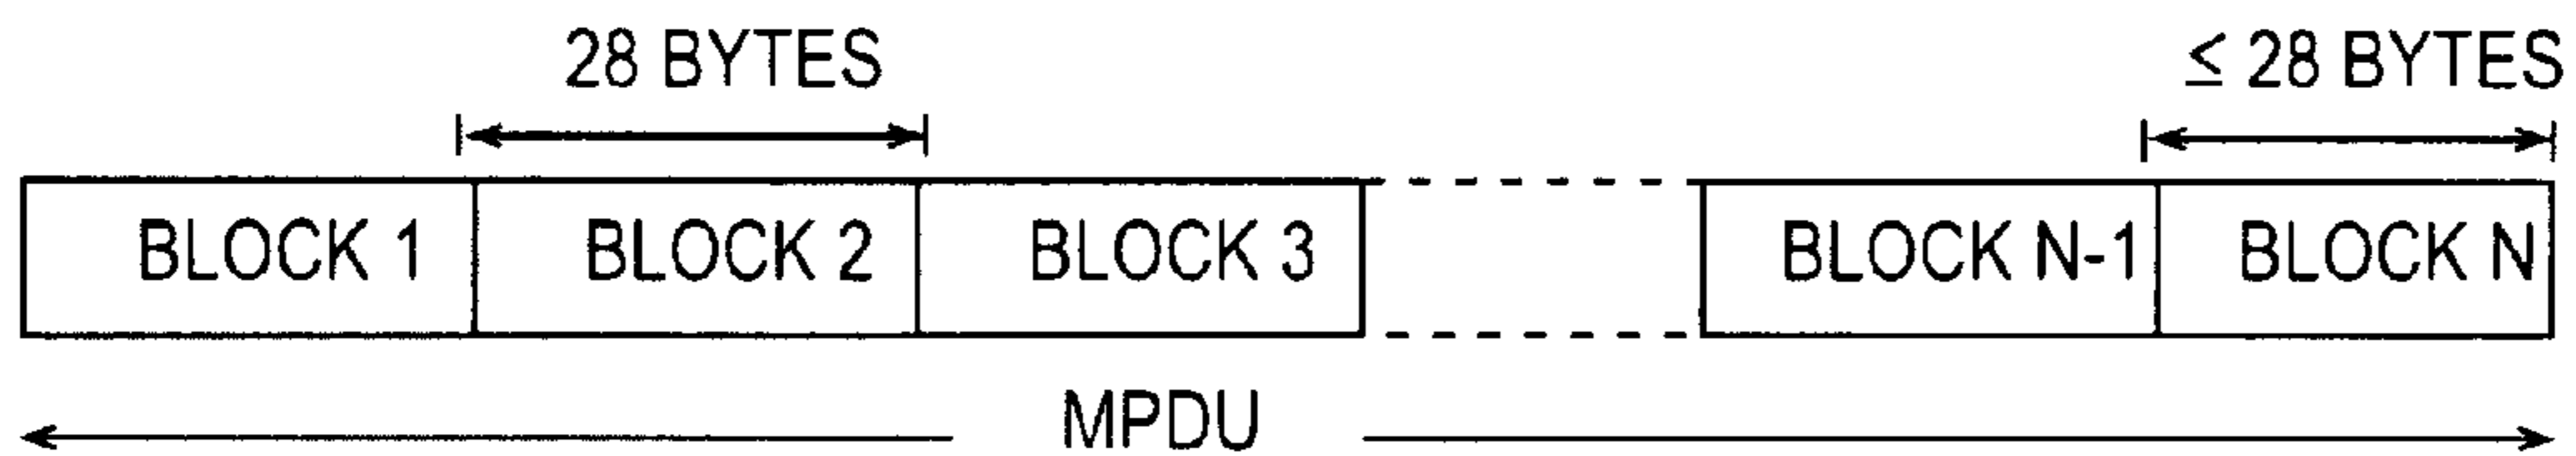 28 BYTES ≤ 28 BYTES
BLOCK 1 BLOCK 2 BLOCK 3 BLOCK N-1 BLOCK N
MPDU